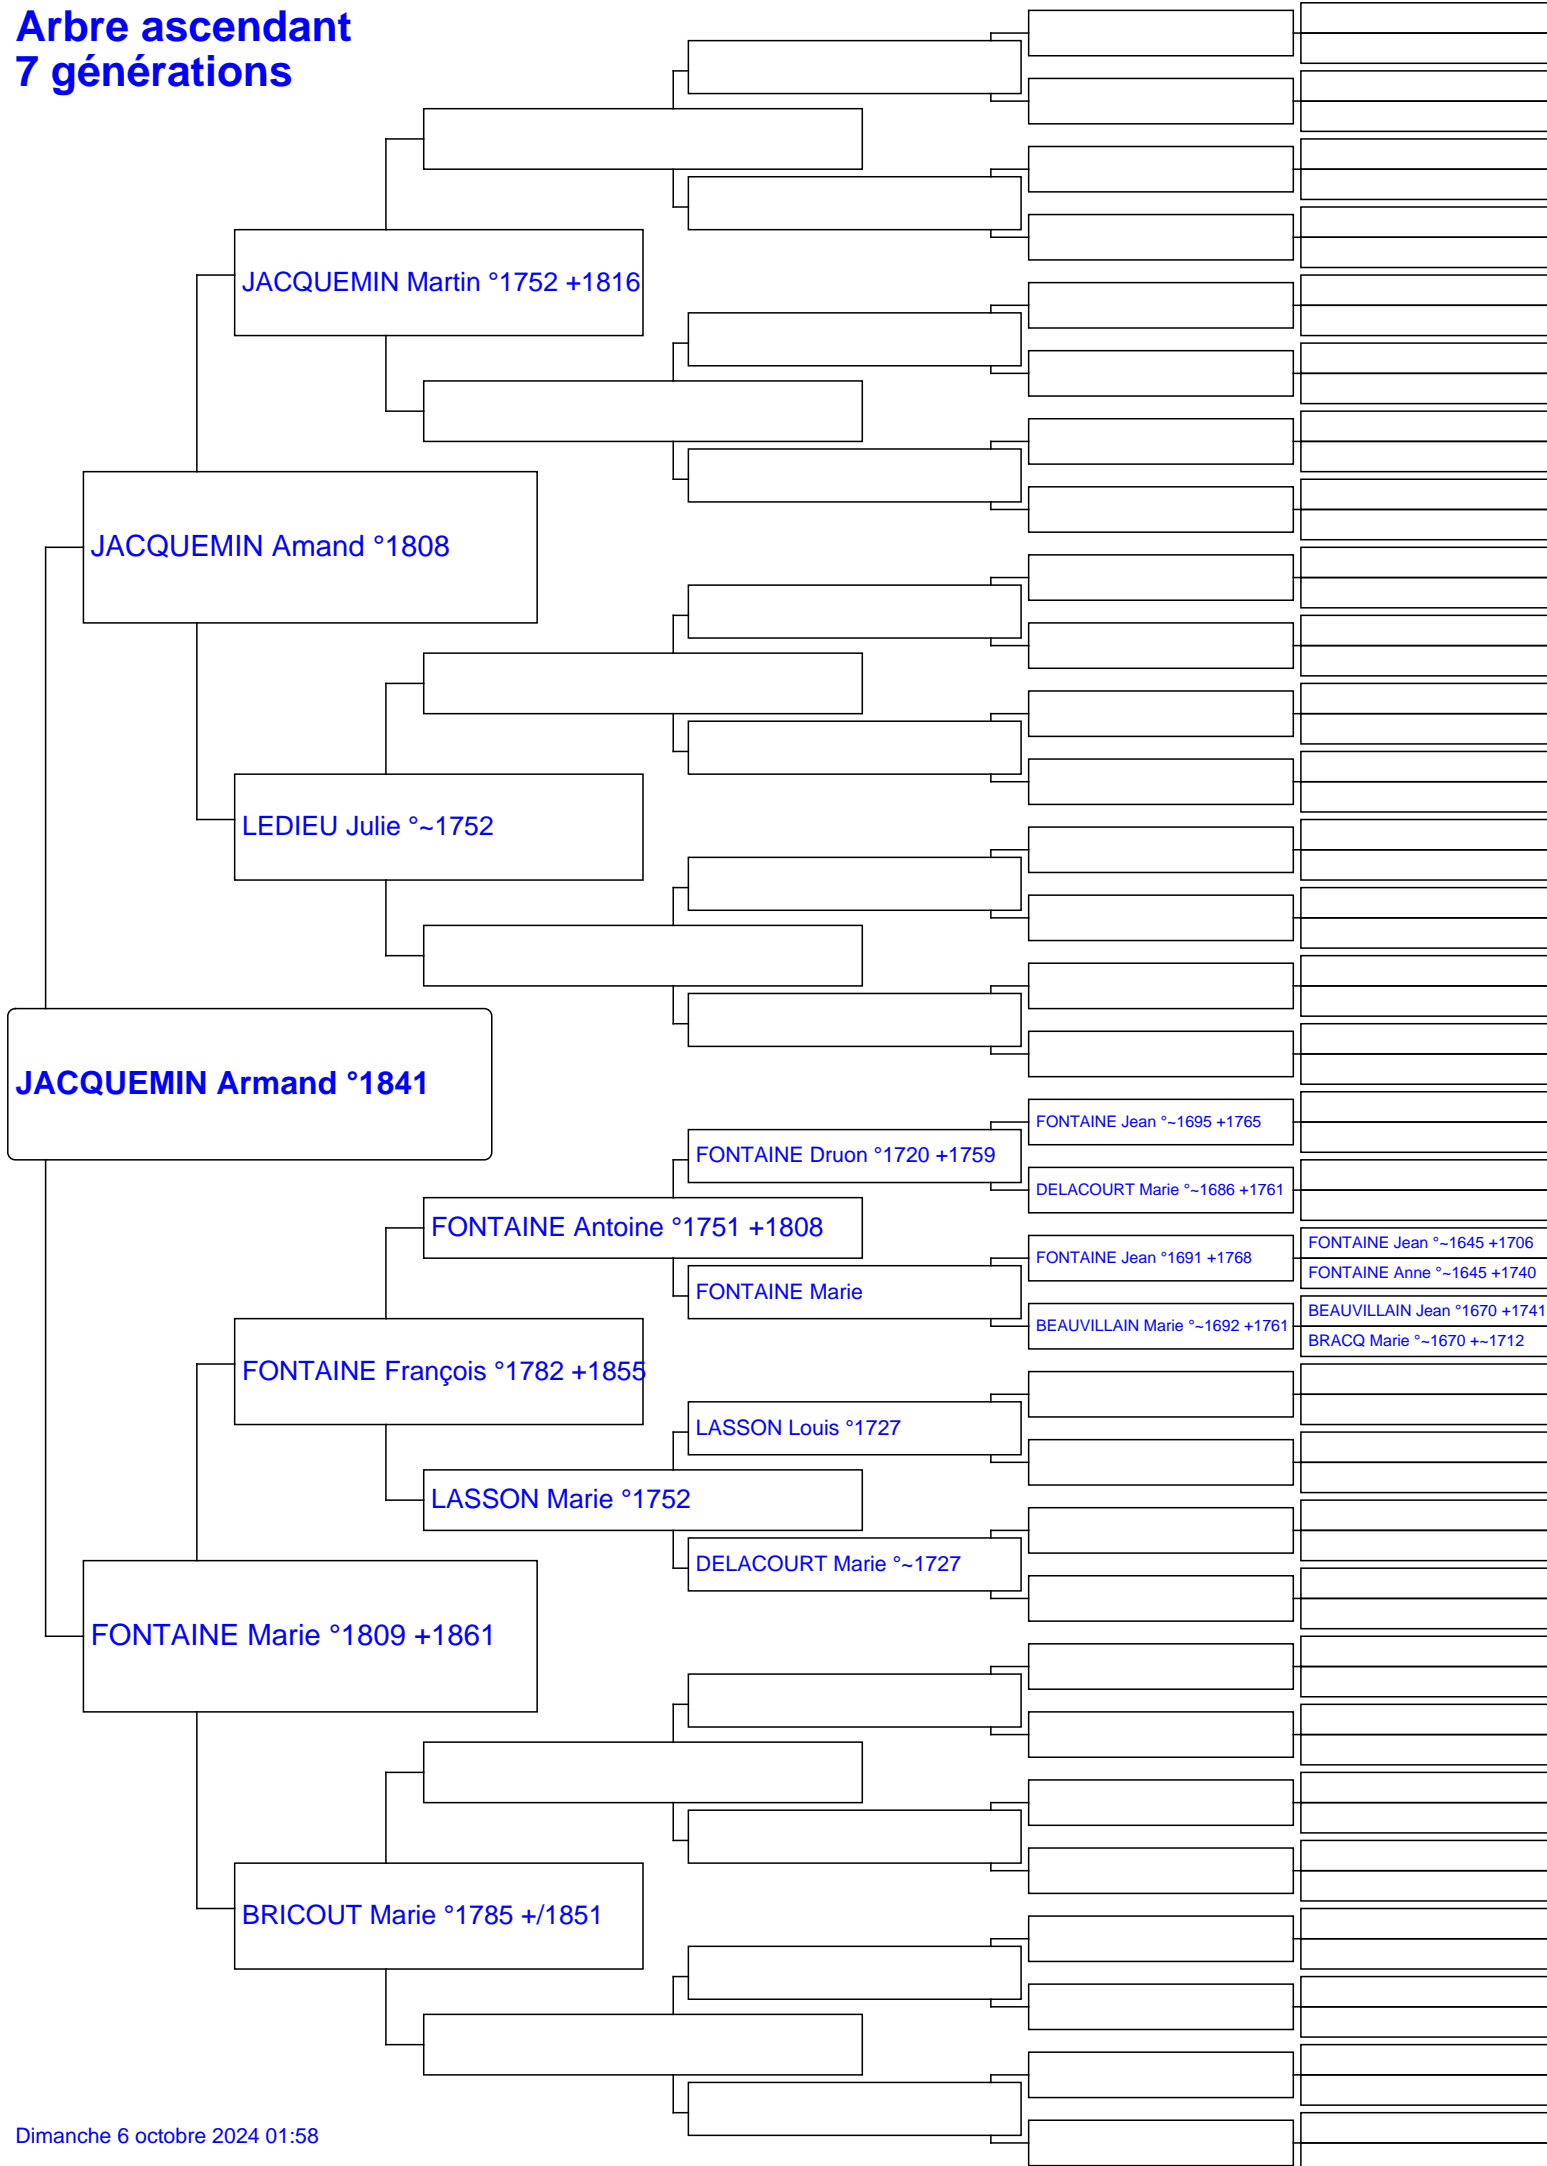 Arbre ascendant
7 générations
JACQUEMIN Martin °1752 +1816
JACQUEMIN Amand °1808
LEDIEU Julie °~1752
JACQUEMIN Armand °1841
FONTAINE Jean °~1695 +1765
FONTAINE Druon °1720 +1759
DELACOURT Marie °~1686 +1761
FONTAINE Antoine °1751 +1808
FONTAINE Jean °~1645 +1706
FONTAINE Jean °1691 +1768
FONTAINE Anne °~1645 +1740
FONTAINE Marie
BEAUVILLAIN Jean °1670 +1741
BEAUVILLAIN Marie °~1692 +1761
BRACQ Marie °~1670 +~1712
FONTAINE François °1782 +1855
LASSON Louis °1727
LASSON Marie °1752
DELACOURT Marie °~1727
FONTAINE Marie °1809 +1861
BRICOUT Marie °1785 +/1851
Dimanche 6 octobre 2024 01:58